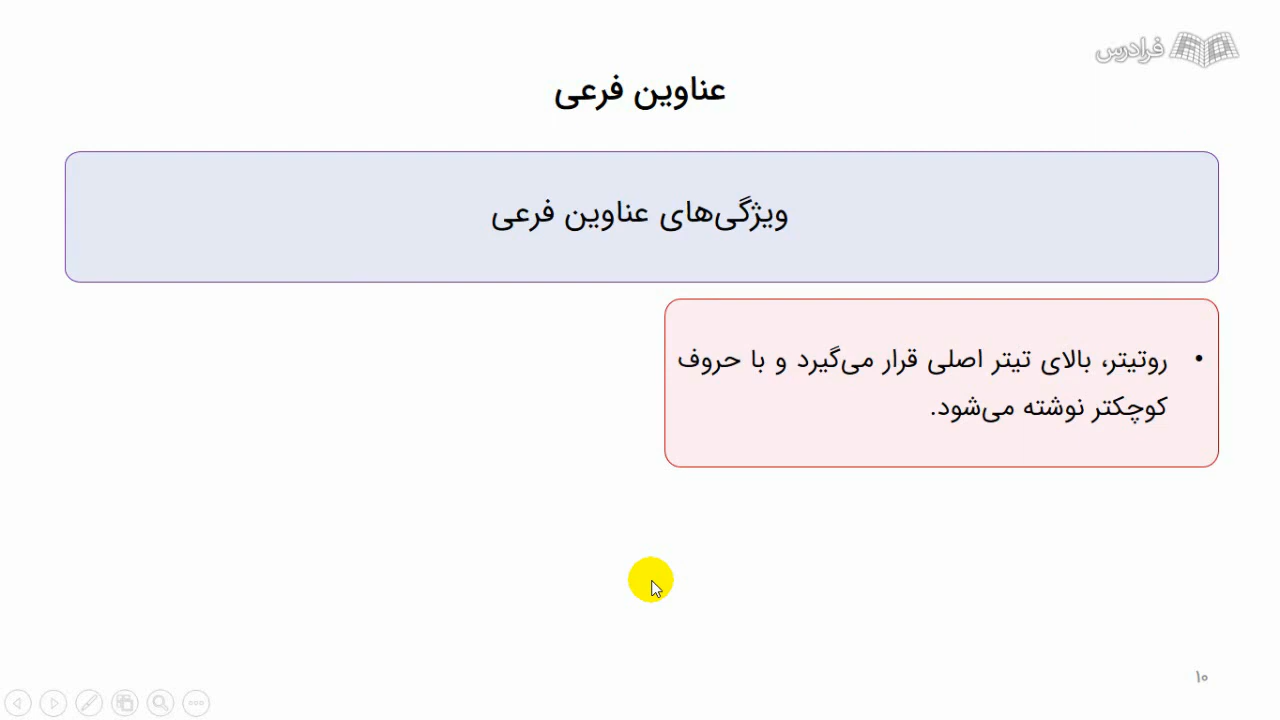 فرادرس
عناوین فرعی
ویژگی‌های عناوین فرعی
• روتیتر، بالای تیتر اصلی قرار می‌گیرد و با حروف
کوچکتر نوشته می‌شود.
۱۰